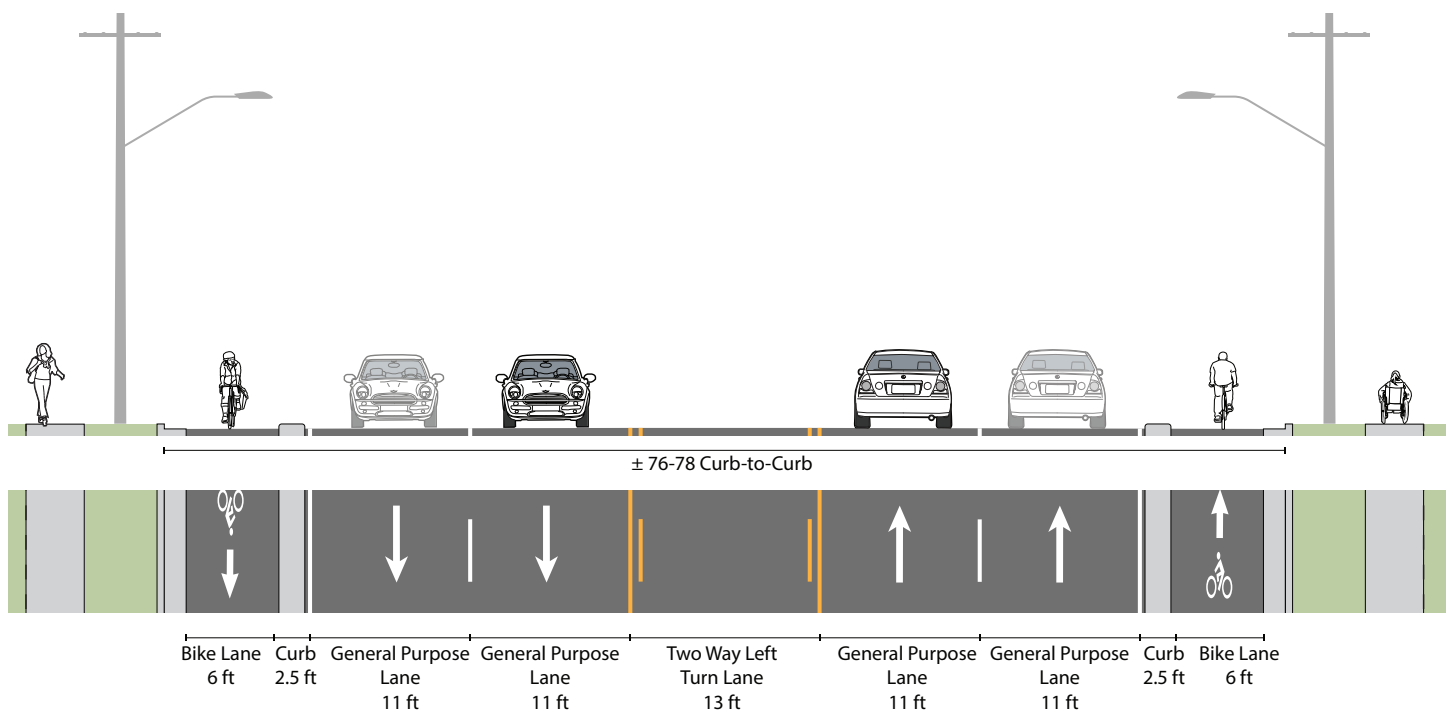 ± 76-78 Curb-to-Curb
Bike Lane
6 ft
Curb
2.5 ft
General Purpose
Lane
11 ft
General Purpose
Lane
11 ft
Two Way Left
Turn Lane
13 ft
General Purpose
Lane
11 ft
General Purpose
Lane
11 ft
Curb
2.5 ft
Bike Lane
6 ft